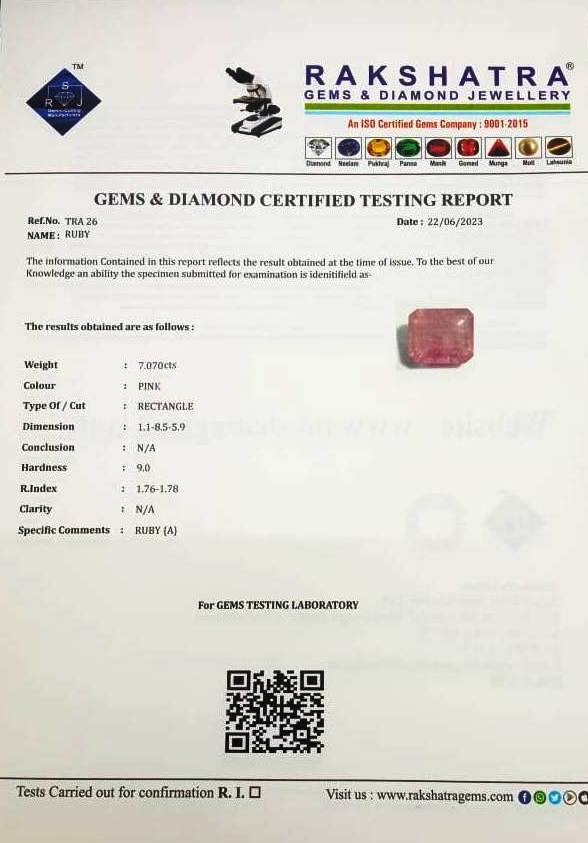 TM
S
R J
RAKSHATRA®
GEMS & DIAMOND JEWELLERY
An ISO Certified Gems Company : 9001-2015
Diamond Neelam Pukhraj Panna Manik Gomed Munga Moti Lahsunia
GEMS & DIAMOND CERTIFIED TESTING REPORT
Ref.No. TRA 26 Date : 22/06/2023
NAME : RUBY
The information Contained in this report reflects the result obtained at the time of issue. To the best of our
Knowledge an ability the specimen submitted for examination is idenitifield as-
The results obtained are as follows :
Weight : 7.070cts
Colour : PINK
Type Of / Cut : RECTANGLE
Dimension : 1.1-8.5-5.9
Conclusion : N/A
Hardness : 9.0
R.Index : 1.76-1.78
Clarity : N/A
Specific Comments : RUBY (A)
For GEMS TESTING LABORATORY
Tests Carried out for confirmation R. I. ☐ Visit us : www.rakshatragems.com